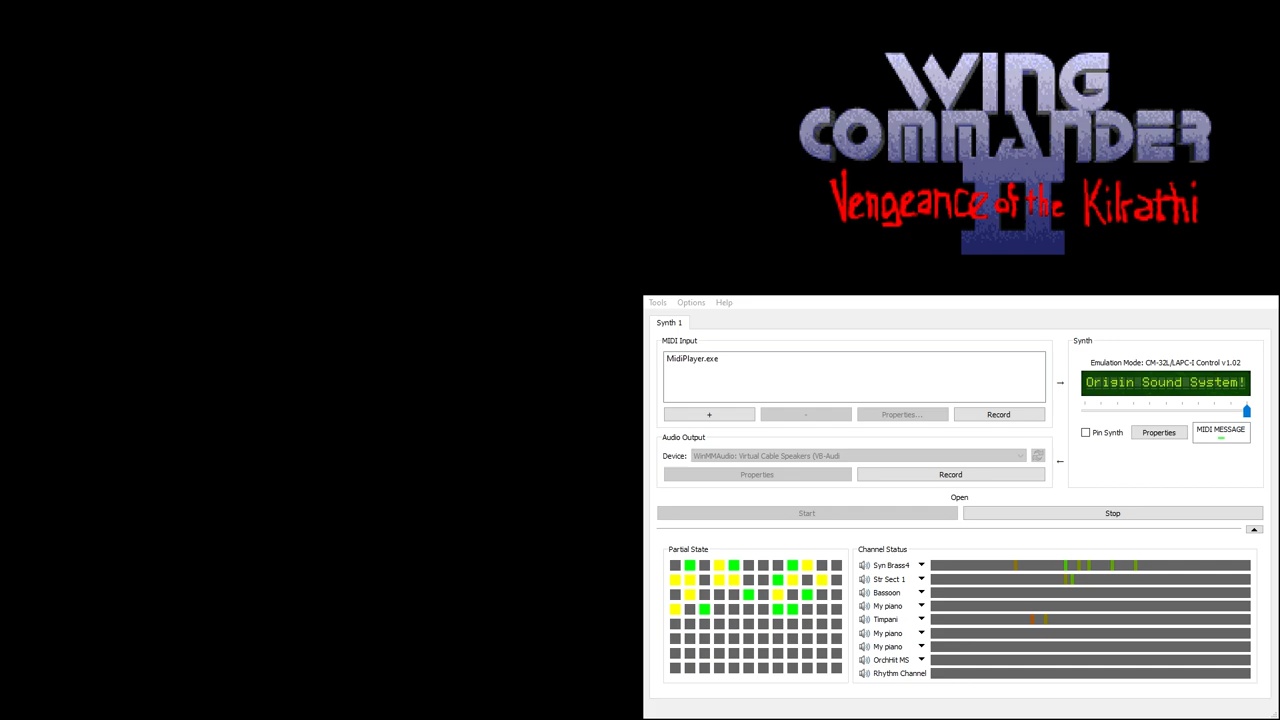 WING
COMMANDER
II
Vengeance of the Kilrathi
Tools Options Help
Synth 1
MIDI Input
MidiPlayer.exe
+ - Properties... Record
Audio Output
Device: WinMMAudio: Virtual Cable Speakers (VB-Audi
Properties Record
Synth
Emulation Mode: CM-32L/LAPC-I Control v1.02
Origin Sound System!
Pin Synth Properties MIDI MESSAGE
Open
Start Stop
Partial State
Channel Status
Syn Brass4
Str Sect 1
Bassoon
My piano
Timpani
My piano
My piano
OrchHit MS
Rhythm Channel